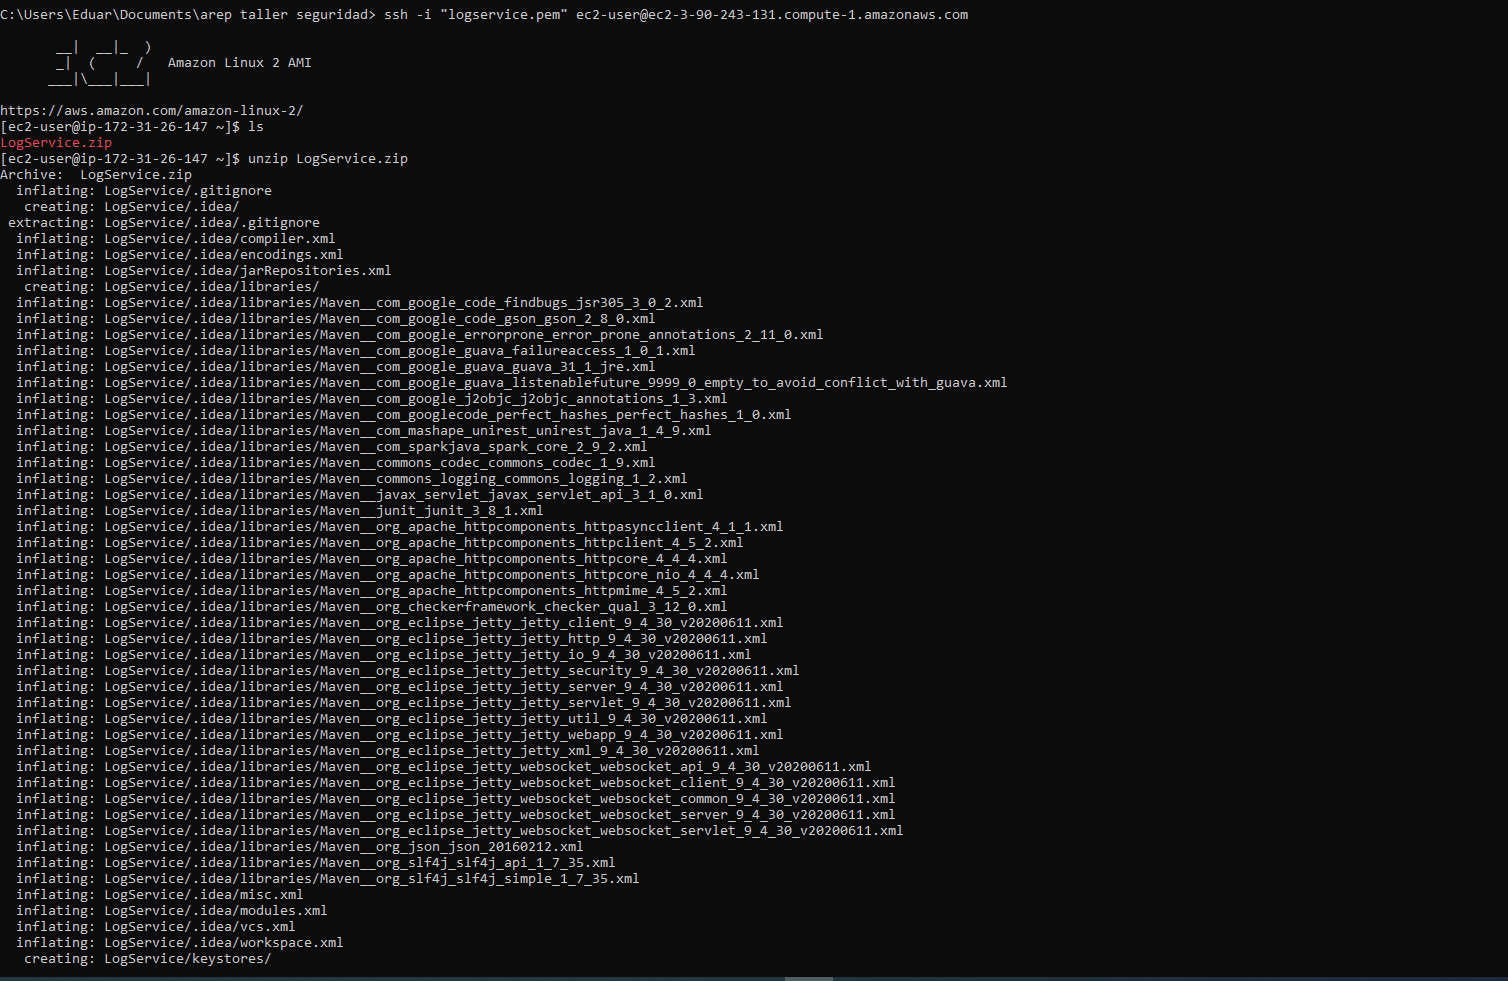 C:\Users\Eduar\Documents\arep taller seguridad> ssh -i "logservice.pem" ec2-user@ec2-3-90-243-131.compute-1.amazonaws.com
       __|  __|_  )
       _|  (     /   Amazon Linux 2 AMI
      ___|\___|___|
https://aws.amazon.com/amazon-linux-2/
[ec2-user@ip-172-31-26-147 ~]$ ls
LogService.zip
[ec2-user@ip-172-31-26-147 ~]$ unzip LogService.zip
Archive:  LogService.zip
  inflating: LogService/.gitignore
   creating: LogService/.idea/
 extracting: LogService/.idea/.gitignore
  inflating: LogService/.idea/compiler.xml
  inflating: LogService/.idea/encodings.xml
  inflating: LogService/.idea/jarRepositories.xml
   creating: LogService/.idea/libraries/
  inflating: LogService/.idea/libraries/Maven__com_google_code_findbugs_jsr305_3_0_2.xml
  inflating: LogService/.idea/libraries/Maven__com_google_code_gson_gson_2_8_0.xml
  inflating: LogService/.idea/libraries/Maven__com_google_errorprone_error_prone_annotations_2_11_0.xml
  inflating: LogService/.idea/libraries/Maven__com_google_guava_failureaccess_1_0_1.xml
  inflating: LogService/.idea/libraries/Maven__com_google_guava_guava_31_1_jre.xml
  inflating: LogService/.idea/libraries/Maven__com_google_guava_listenablefuture_9999_0_empty_to_avoid_conflict_with_guava.xml
  inflating: LogService/.idea/libraries/Maven__com_google_j2objc_j2objc_annotations_1_3.xml
  inflating: LogService/.idea/libraries/Maven__com_googlecode_perfect_hashes_perfect_hashes_1_0.xml
  inflating: LogService/.idea/libraries/Maven__com_mashape_unirest_unirest_java_1_4_9.xml
  inflating: LogService/.idea/libraries/Maven__com_sparkjava_spark_core_2_9_2.xml
  inflating: LogService/.idea/libraries/Maven__commons_codec_commons_codec_1_9.xml
  inflating: LogService/.idea/libraries/Maven__commons_logging_commons_logging_1_2.xml
  inflating: LogService/.idea/libraries/Maven__javax_servlet_javax_servlet_api_3_1_0.xml
  inflating: LogService/.idea/libraries/Maven__junit_junit_3_8_1.xml
  inflating: LogService/.idea/libraries/Maven__org_apache_httpcomponents_httpasyncclient_4_1_1.xml
  inflating: LogService/.idea/libraries/Maven__org_apache_httpcomponents_httpclient_4_5_2.xml
  inflating: LogService/.idea/libraries/Maven__org_apache_httpcomponents_httpcore_4_4_4.xml
  inflating: LogService/.idea/libraries/Maven__org_apache_httpcomponents_httpcore_nio_4_4_4.xml
  inflating: LogService/.idea/libraries/Maven__org_apache_httpcomponents_httpmime_4_5_2.xml
  inflating: LogService/.idea/libraries/Maven__org_checkerframework_checker_qual_3_12_0.xml
  inflating: LogService/.idea/libraries/Maven__org_eclipse_jetty_jetty_client_9_4_30_v20200611.xml
  inflating: LogService/.idea/libraries/Maven__org_eclipse_jetty_jetty_http_9_4_30_v20200611.xml
  inflating: LogService/.idea/libraries/Maven__org_eclipse_jetty_jetty_io_9_4_30_v20200611.xml
  inflating: LogService/.idea/libraries/Maven__org_eclipse_jetty_jetty_security_9_4_30_v20200611.xml
  inflating: LogService/.idea/libraries/Maven__org_eclipse_jetty_jetty_server_9_4_30_v20200611.xml
  inflating: LogService/.idea/libraries/Maven__org_eclipse_jetty_jetty_servlet_9_4_30_v20200611.xml
  inflating: LogService/.idea/libraries/Maven__org_eclipse_jetty_jetty_util_9_4_30_v20200611.xml
  inflating: LogService/.idea/libraries/Maven__org_eclipse_jetty_jetty_webapp_9_4_30_v20200611.xml
  inflating: LogService/.idea/libraries/Maven__org_eclipse_jetty_jetty_xml_9_4_30_v20200611.xml
  inflating: LogService/.idea/libraries/Maven__org_eclipse_jetty_websocket_websocket_api_9_4_30_v20200611.xml
  inflating: LogService/.idea/libraries/Maven__org_eclipse_jetty_websocket_websocket_client_9_4_30_v20200611.xml
  inflating: LogService/.idea/libraries/Maven__org_eclipse_jetty_websocket_websocket_common_9_4_30_v20200611.xml
  inflating: LogService/.idea/libraries/Maven__org_eclipse_jetty_websocket_websocket_server_9_4_30_v20200611.xml
  inflating: LogService/.idea/libraries/Maven__org_eclipse_jetty_websocket_websocket_servlet_9_4_30_v20200611.xml
  inflating: LogService/.idea/libraries/Maven__org_json_json_20160212.xml
  inflating: LogService/.idea/libraries/Maven__org_slf4j_slf4j_api_1_7_35.xml
  inflating: LogService/.idea/libraries/Maven__org_slf4j_slf4j_simple_1_7_35.xml
  inflating: LogService/.idea/misc.xml
  inflating: LogService/.idea/modules.xml
  inflating: LogService/.idea/vcs.xml
  inflating: LogService/.idea/workspace.xml
   creating: LogService/keystores/